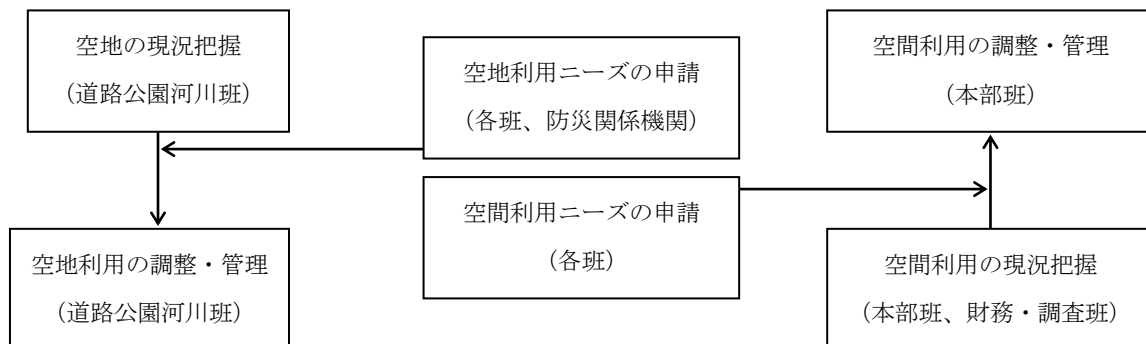 空地の現況把握
（道路公園河川班）
空地利用ニーズの申請
（各班、防災関係機関）
空間利用の調整・管理
（本部班）
空地利用の調整・管理
（道路公園河川班）
空間利用ニーズの申請
（各班）
空間利用の現況把握
（本部班、財務・調査班）